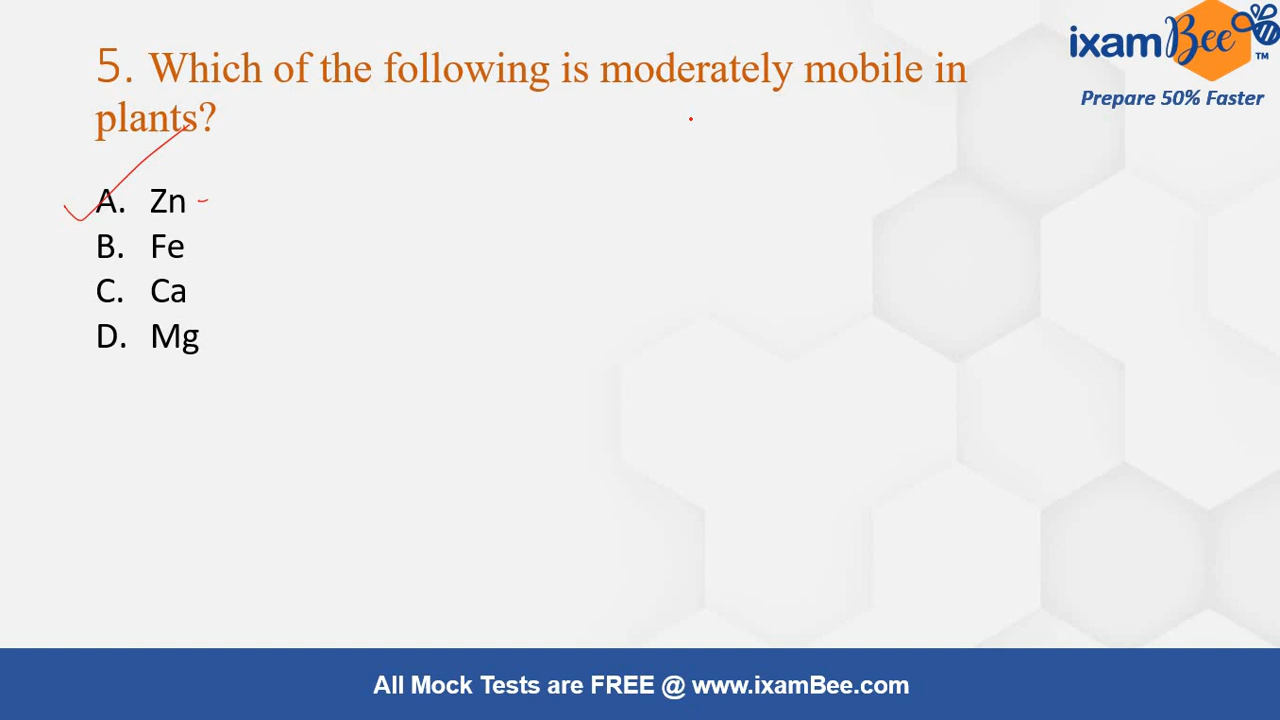 ixamBee
TM
Prepare 50% Faster
5. Which of the following is moderately mobile in
plants?
A. Zn
B. Fe
C. Ca
D. Mg
All Mock Tests are FREE @ www.ixamBee.com